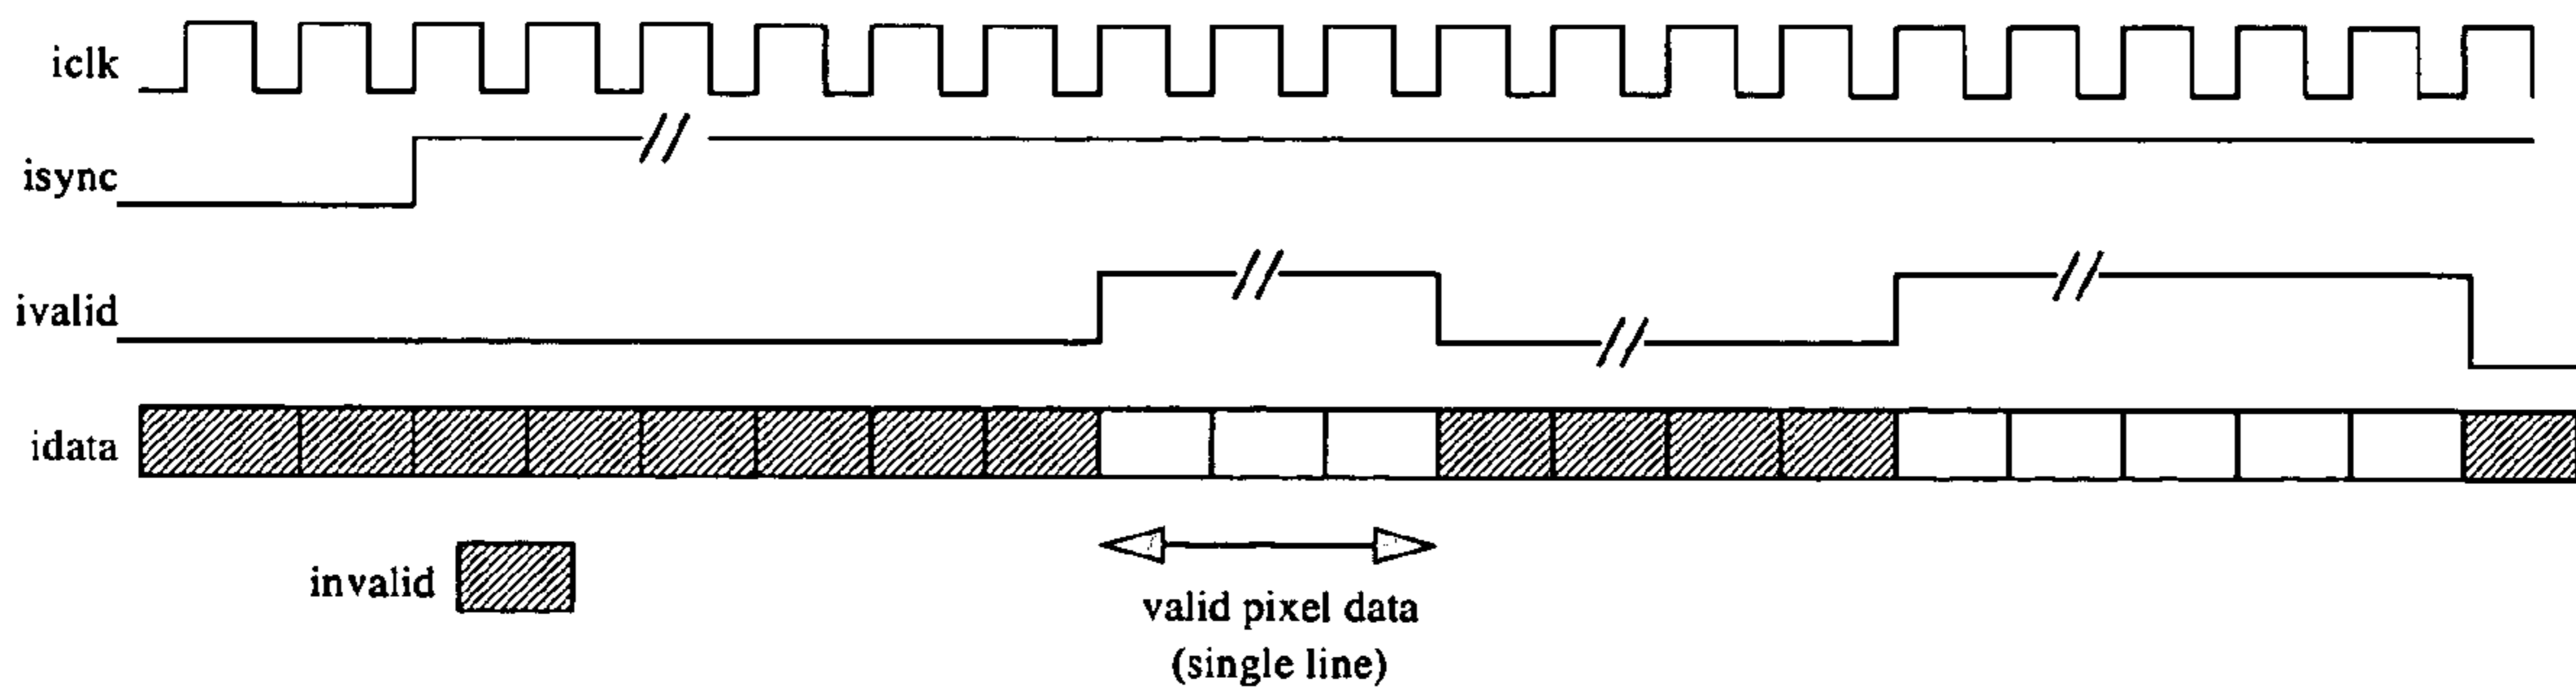 iclk
isync
ivalid
idata
invalid
valid pixel data
(single line)